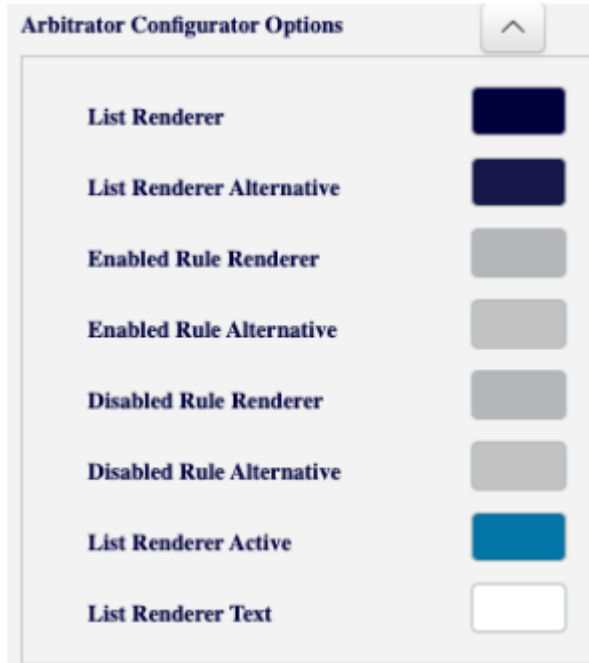 Arbitrator Configurator Options
List Renderer
List Renderer Alternative
Enabled Rule Renderer
Enabled Rule Alternative
Disabled Rule Renderer
Disabled Rule Alternative
List Renderer Active
List Renderer Text